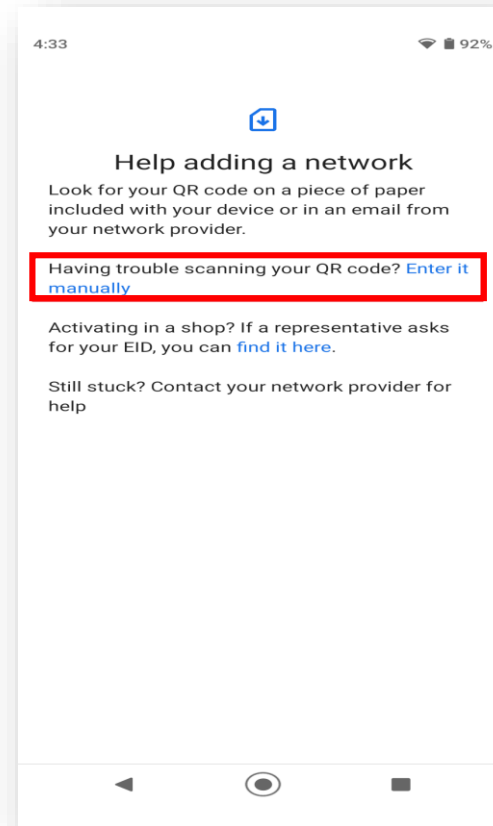 4:33
92%
Help adding a network
Look for your QR code on a piece of paper
included with your device or in an email from
your network provider.
Having trouble scanning your QR code? Enter it
manually
Activating in a shop? If a representative asks
for your EID, you can find it here.
Still stuck? Contact your network provider for
help